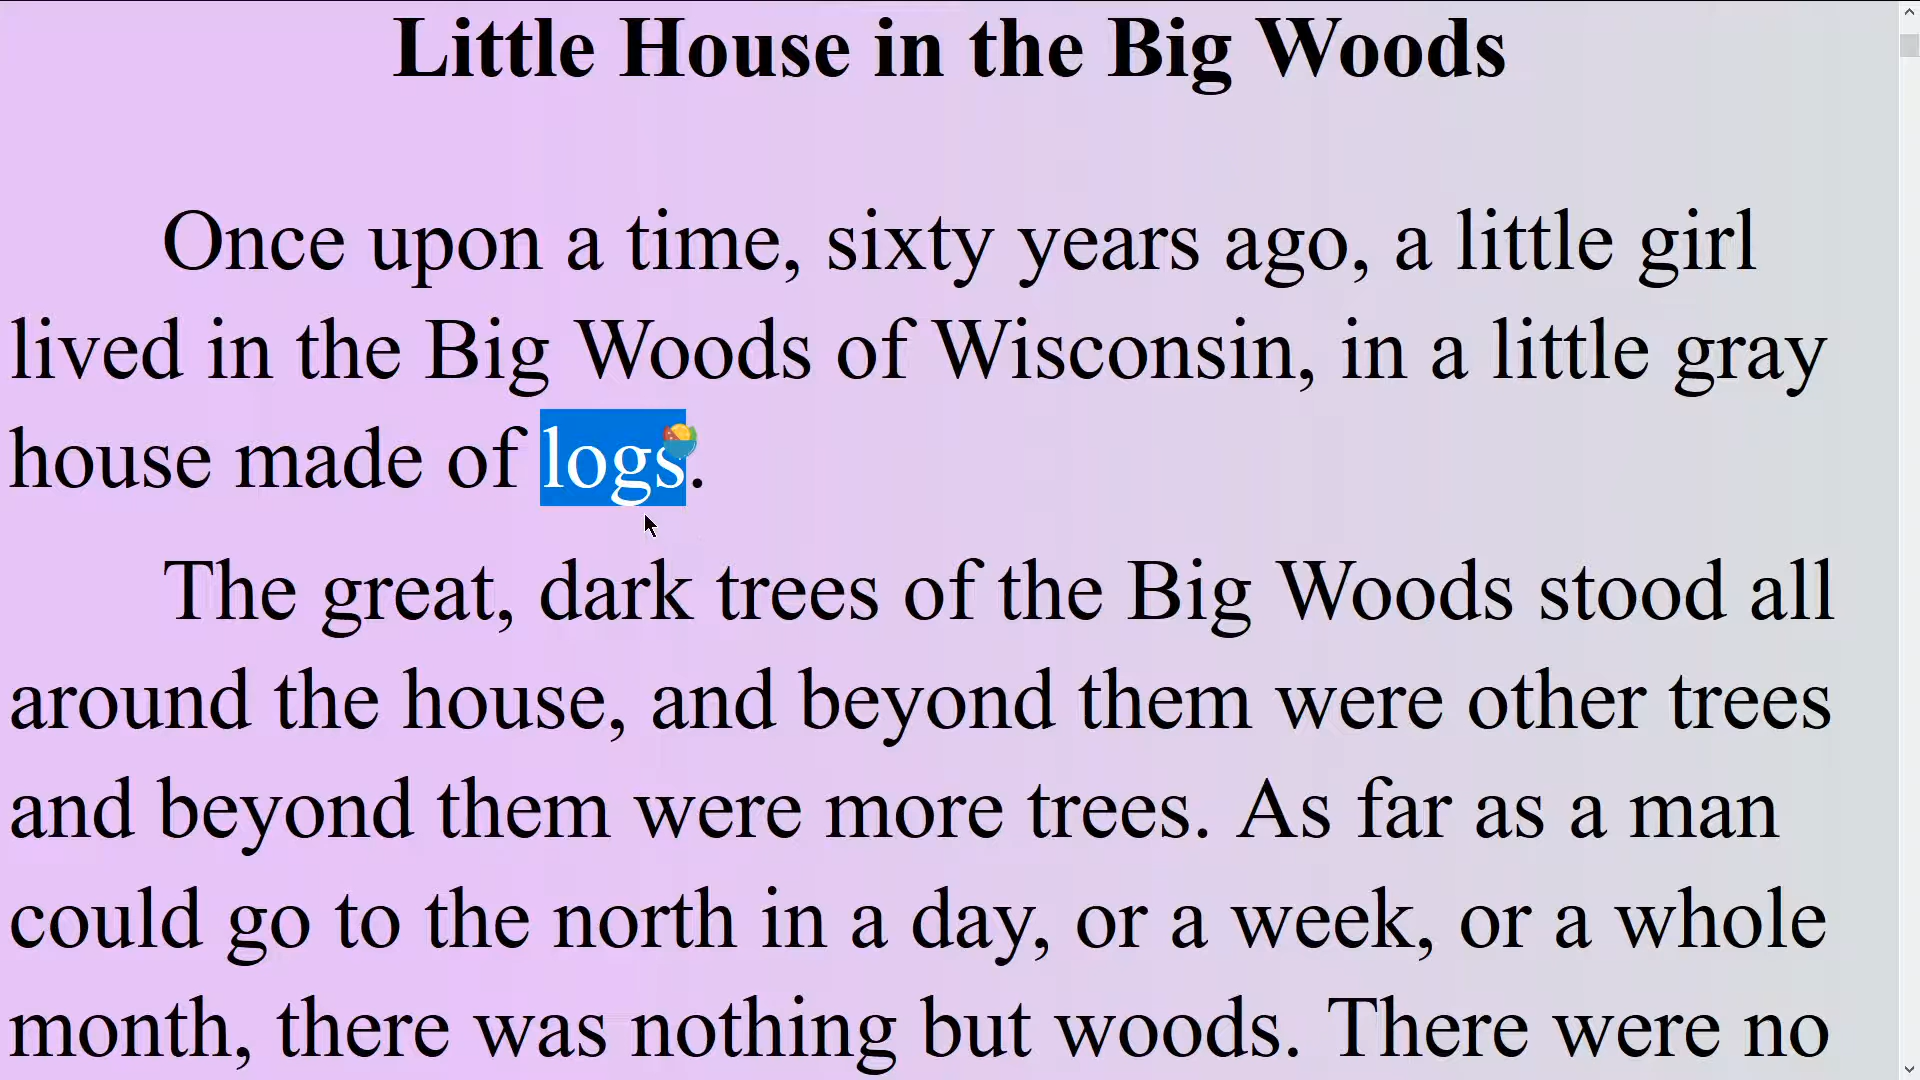 Little House in the Big Woods
Once upon a time, sixty years ago, a little girl
lived in the Big Woods of Wisconsin, in a little gray
house made of logs.
The great, dark trees of the Big Woods stood all
around the house, and beyond them were other trees
and beyond them were more trees. As far as a man
could go to the north in a day, or a week, or a whole
month, there was nothing but woods. There were no